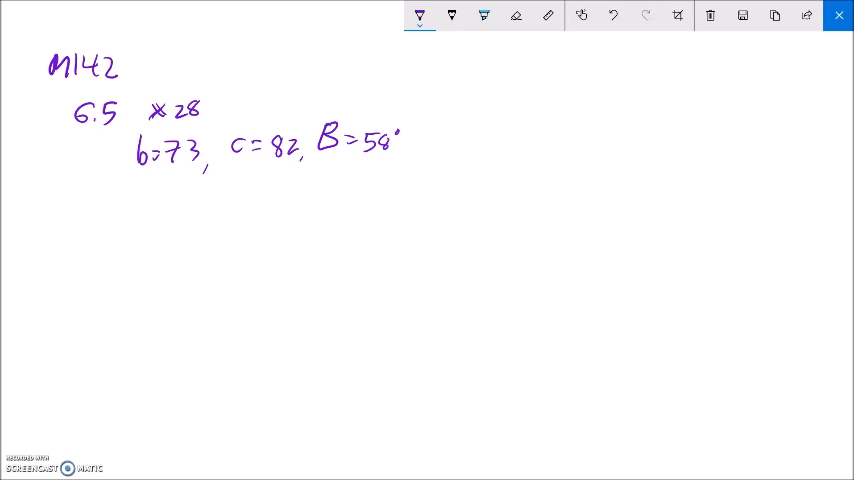 M142
6.5 *28
b=73, c=82, B=58°
RECORDED WITH
SCREENCAST MATIC